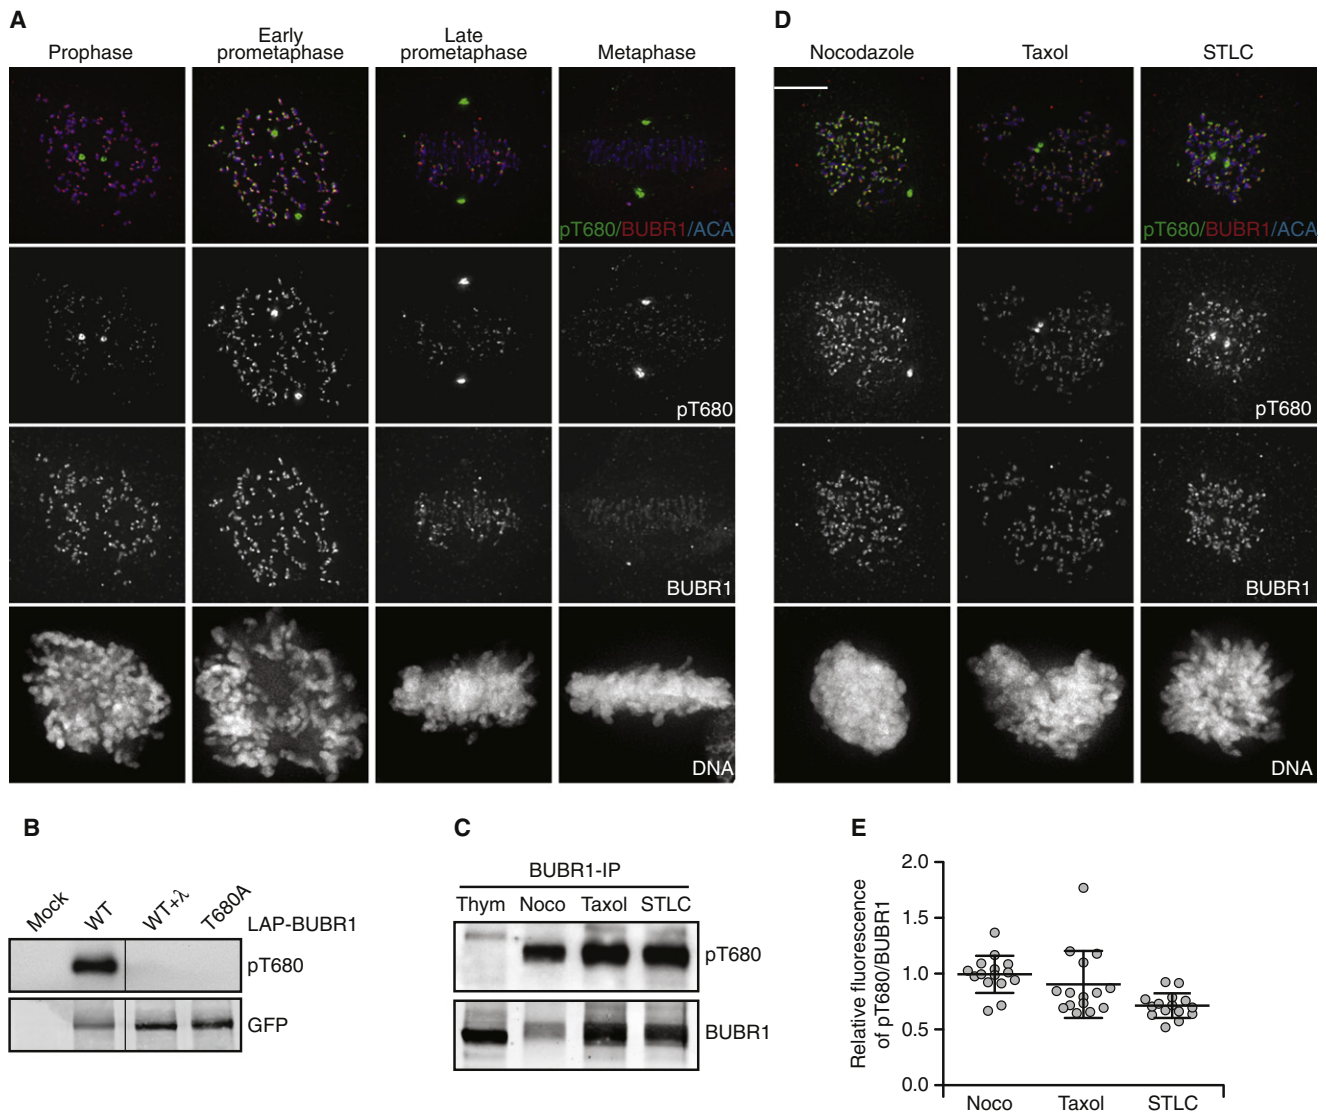 A
Prophase
Early
prometaphase
Late
prometaphase
Metaphase
pT680/BUBR1/ACA
pT680
BUBR1
DNA
D
Nocodazole
Taxol
STLC
pT680/BUBR1/ACA
pT680
BUBR1
DNA
B
Mock
WT
WT+λ
T680A
LAP-BUBR1
pT680
GFP
C
BUBR1-IP
Thym Noco Taxol STLC
pT680
BUBR1
E
Relative fluorescence
of pT680/BUBR1
2.0
1.5
1.0
0.5
0.0
Noco Taxol STLC